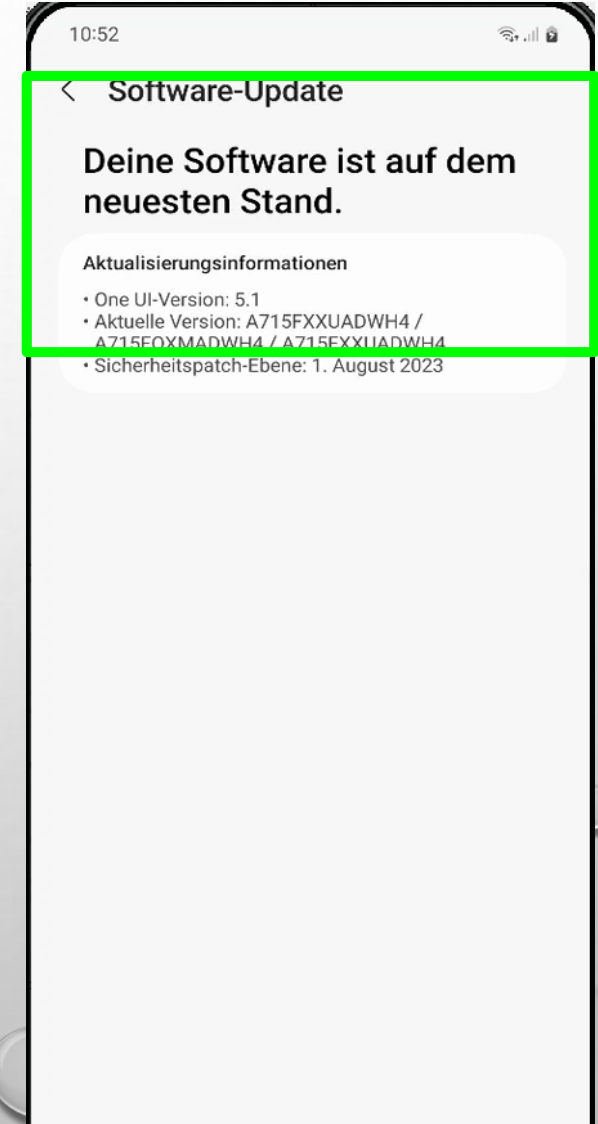 10:52
Software-Update
Deine Software ist auf dem
neuesten Stand.
Aktualisierungsinformationen
• One UI-Version: 5.1
• Aktuelle Version: A715FXXUADWH4 /
A715FOXMADWH4 / A715FXXUADWH4
• Sicherheitspatch-Ebene: 1. August 2023